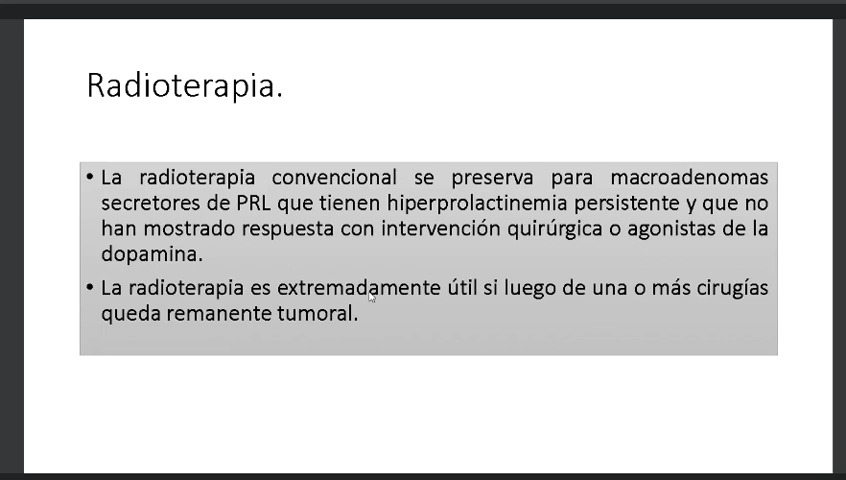 Radioterapia.
• La radioterapia convencional se preserva para macroadenomas
secretores de PRL que tienen hiperprolactinemia persistente y que no
han mostrado respuesta con intervención quirúrgica o agonistas de la
dopamina.
• La radioterapia es extremadamente útil si luego de una o más cirugías
queda remanente tumoral.